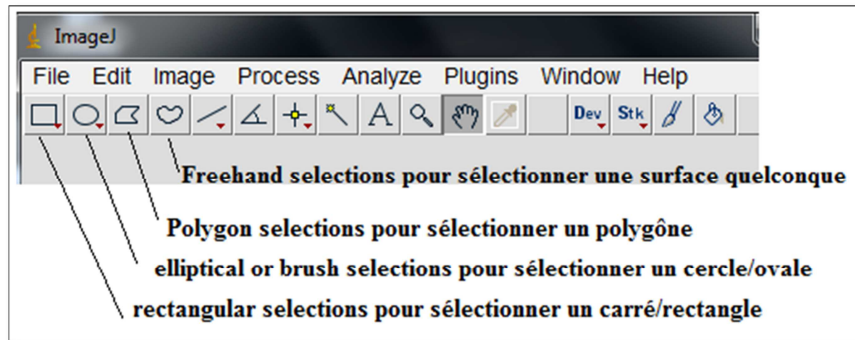 ImageJ
File Edit Image Process Analyze Plugins Window Help
A Dev Stk
Freehand selections pour sélectionner une surface quelconque
Polygon selections pour sélectionner un polygône
elliptical or brush selections pour sélectionner un cercle/ovale
rectangular selections pour sélectionner un carré/rectangle